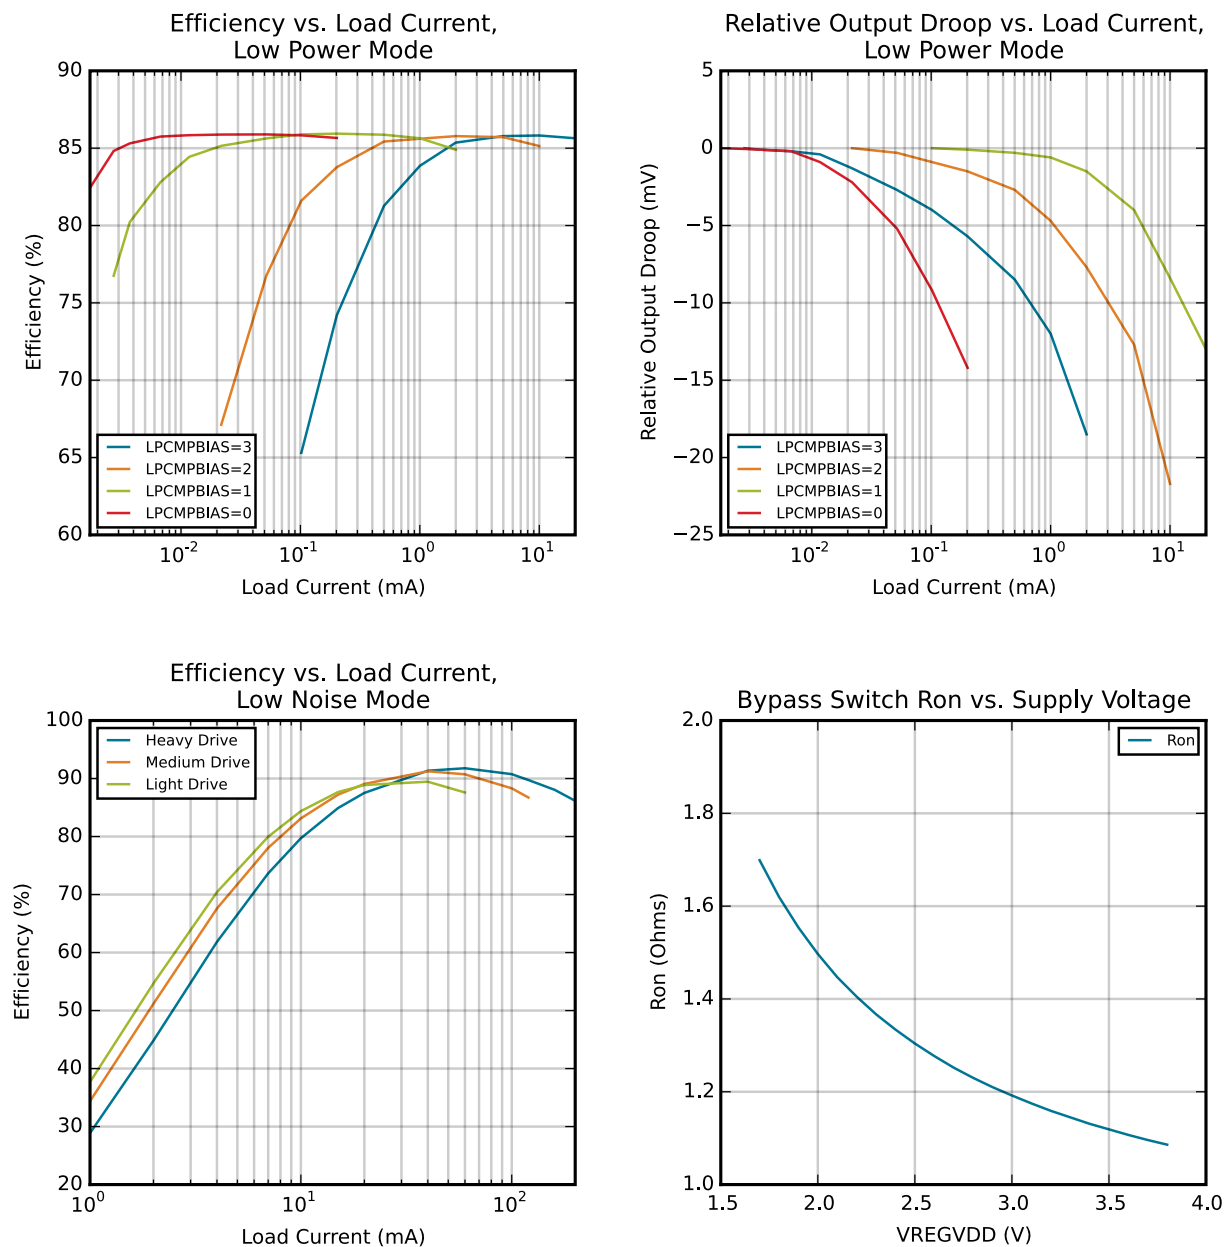 Efficiency vs. Load Current,
Low Power Mode
90
85
80
75
70
65
60
Efficiency (%)
LPCMPBIAS=3
LPCMPBIAS=2
LPCMPBIAS=1
LPCMPBIAS=0
10⁻² 10⁻¹ 10⁰ 10¹
Load Current (mA)
Relative Output Droop vs. Load Current,
Low Power Mode
5
0
−5
−10
−15
−20
−25
Relative Output Droop (mV)
LPCMPBIAS=3
LPCMPBIAS=2
LPCMPBIAS=1
LPCMPBIAS=0
10⁻² 10⁻¹ 10⁰ 10¹
Load Current (mA)
Efficiency vs. Load Current,
Low Noise Mode
100
90
80
70
60
50
40
30
20
Efficiency (%)
Heavy Drive
Medium Drive
Light Drive
10⁰ 10¹ 10²
Load Current (mA)
Bypass Switch Ron vs. Supply Voltage
2.0
1.8
1.6
1.4
1.2
1.0
Ron (Ohms)
Ron
1.5 2.0 2.5 3.0 3.5 4.0
VREGVDD (V)